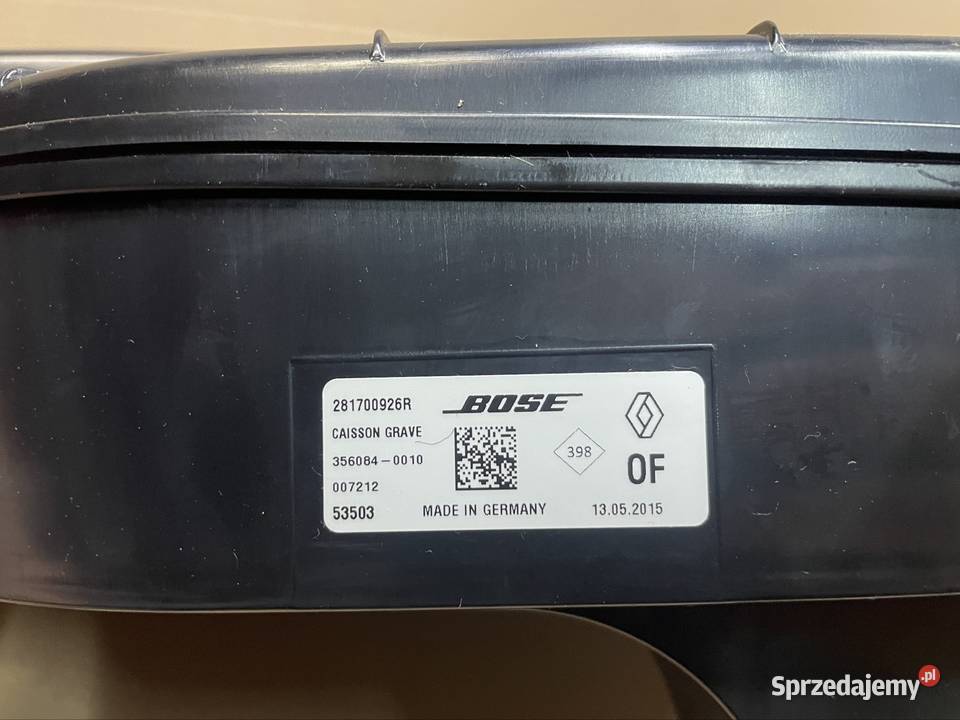 281700926R
BOSE
CAISSON GRAVE
356084-0010
398
OF
007212
53503
MADE IN GERMANY
13.05.2015
Sprzedajemy.pl